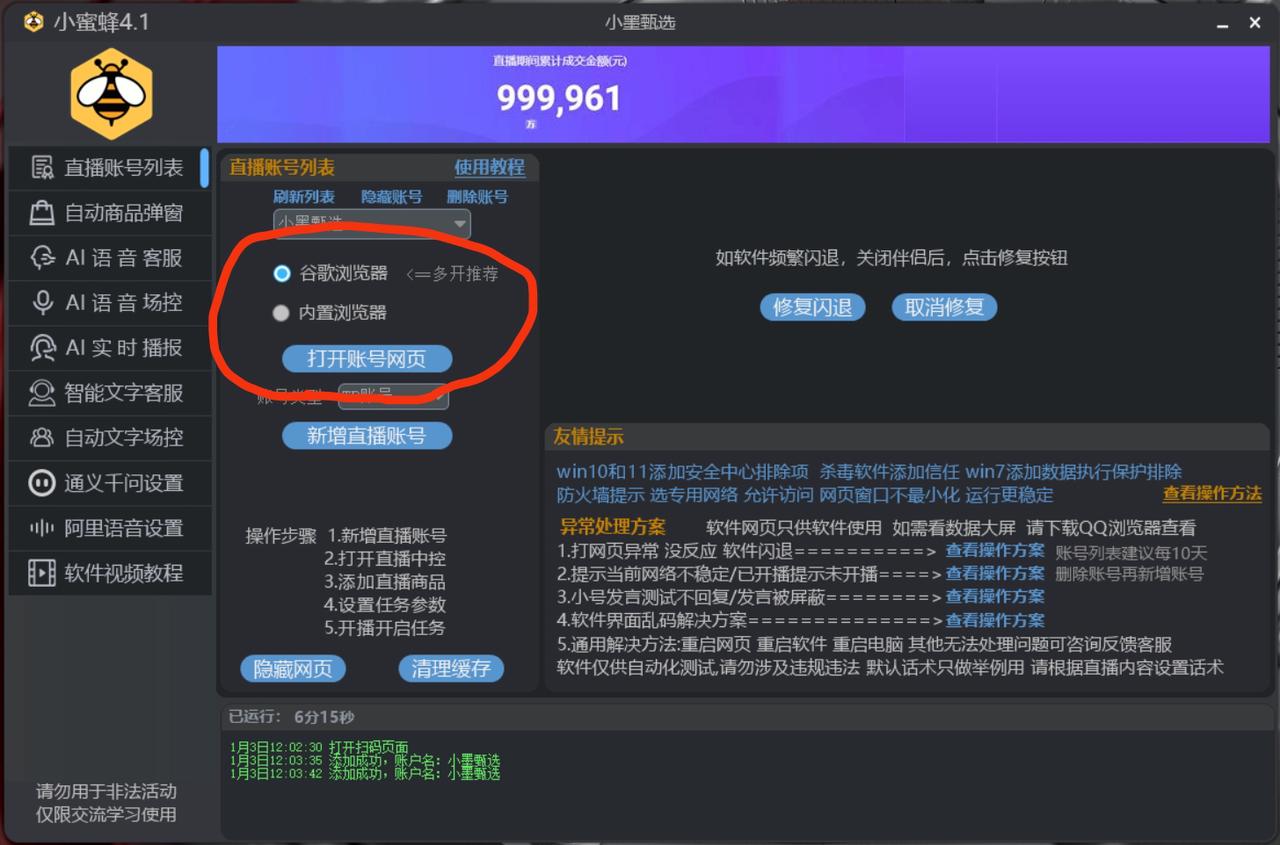 小蜜蜂4.1
小墨甄选
直播期间累计成交金额(元)
999,961
万
直播账号列表
自动商品弹窗
AI 语 音 客服
AI 语 音 场控
AI 实 时 播报
智能文字客服
自动文字场控
通义千问设置
阿里语音设置
软件视频教程
请勿用于非法活动
仅限交流学习使用
直播账号列表 使用教程
刷新列表 隐藏账号 删除账号
小墨甄选
谷歌浏览器 <=多开推荐
内置浏览器
打开账号网页
账号类型
新增直播账号
操作步骤 1.新增直播账号
2.打开直播中控
3.添加直播商品
4.设置任务参数
5.开播开启任务
隐藏网页 清理缓存
如软件频繁闪退，关闭伴侣后，点击修复按钮
修复闪退 取消修复
友情提示
win10和11添加安全中心排除项 杀毒软件添加信任 win7添加数据执行保护排除
防火墙提示 选专用网络 允许访问 网页窗口不最小化 运行更稳定 查看操作方法
异常处理方案 软件网页只供软件使用 如需看数据大屏 请下载QQ浏览器查看
1.打网页异常 没反应 软件闪退==========> 查看操作方案 账号列表建议每10天
2.提示当前网络不稳定/已开播提示未开播====> 查看操作方案 删除账号再新增账号
3.小号发言测试不回复/发言被屏蔽========> 查看操作方案
4.软件界面乱码解决方案==============> 查看操作方案
5.通用解决方法:重启网页 重启软件 重启电脑 其他无法处理问题可咨询反馈客服
软件仅供自动化测试,请勿涉及违规违法 默认话术只做举例用 请根据直播内容设置话术
已运行： 6分15秒
1月3日12:02:30 打开扫码页面
1月3日12:03:35 添加成功，账户名：小墨甄选
1月3日12:03:42 添加成功，账户名：小墨甄选